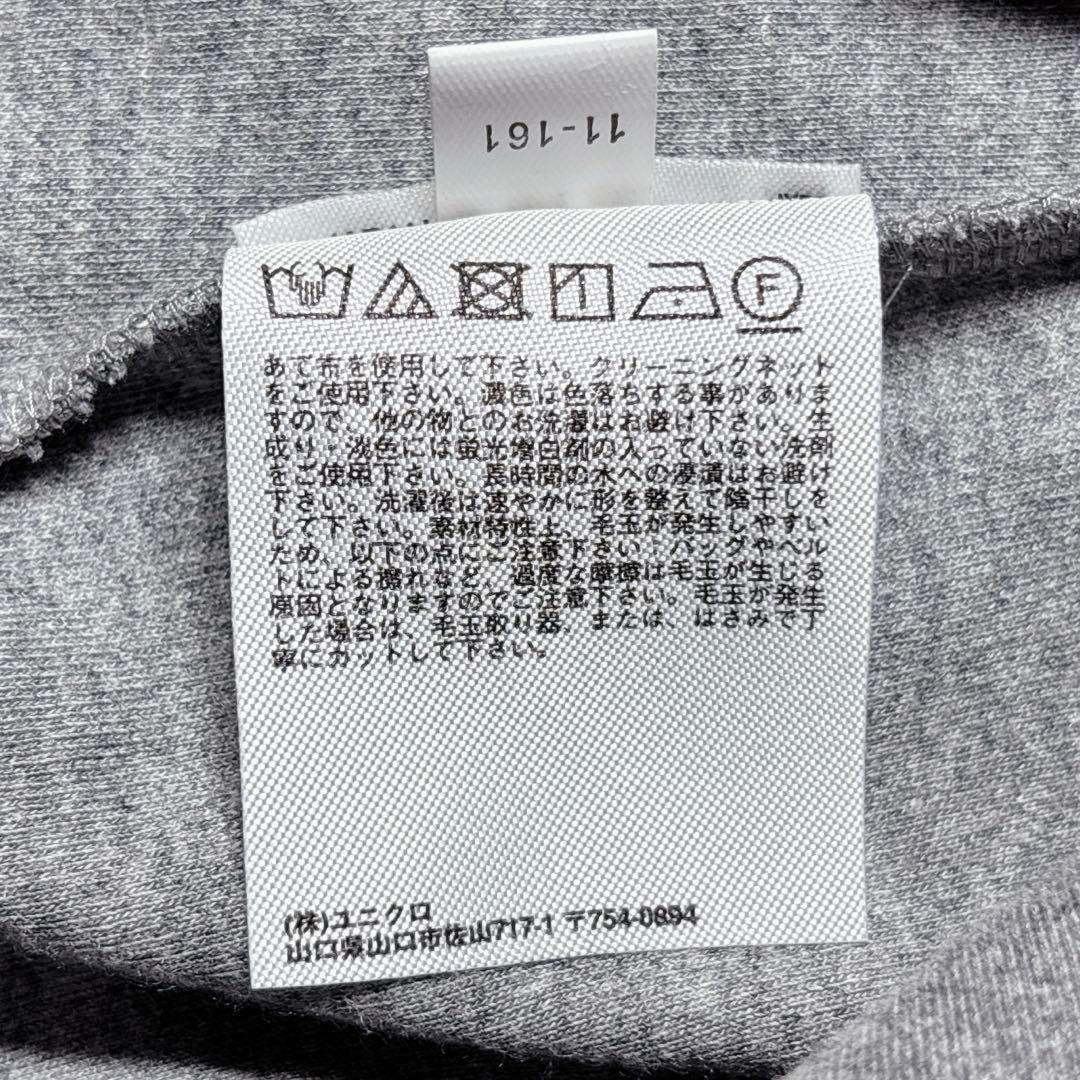 11-161
F
あて布を使用して下さい。クリーニングネット
をご使用下さい。濃色は色落ちする事がありま
すので、他の物とのお洗濯はお避け下さい。生
成り・淡色には蛍光増白剤の入っていない洗剤
をご使用下さい。長時間の水への浸漬はお避け
下さい。洗濯後は速やかに形を整えて陰干しを
して下さい。素材特性上、毛玉が発生しやすい
ため、以下の点にご注意下さい:バッグやベル
トによる擦れなど、過度な摩擦は毛玉が生じる
原因となりますのでご注意下さい。毛玉が発生
した場合は、毛玉取り器、または、はさみで丁
寧にカットして下さい。
(株)ユニクロ
山口県山口市佐山717-1 〒754-0894